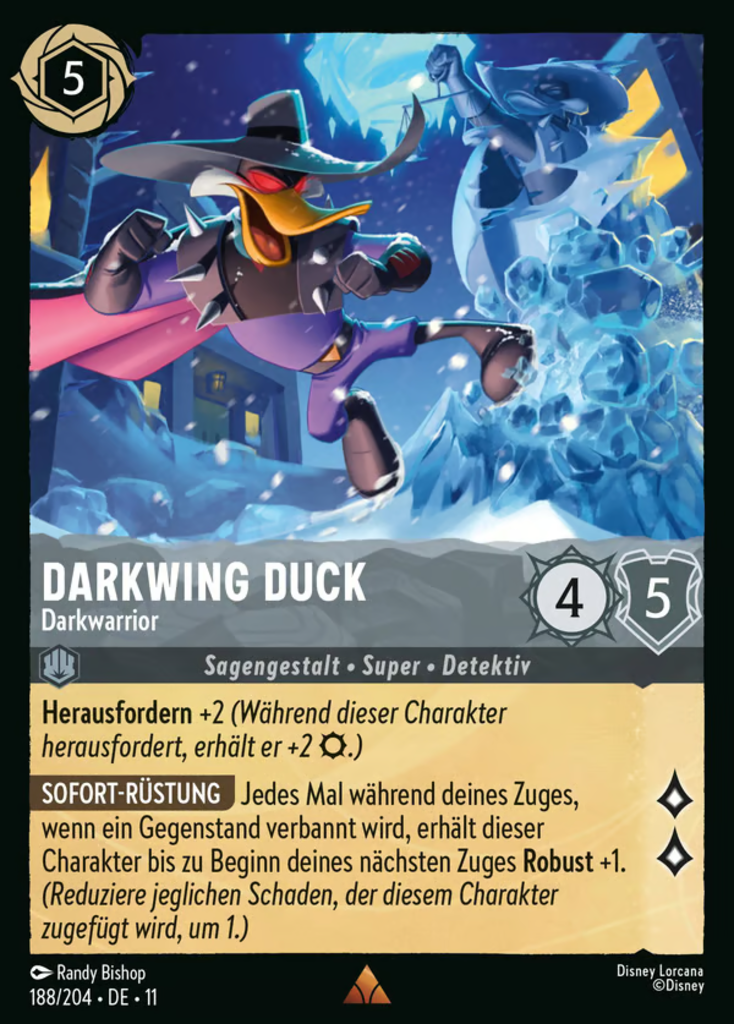 5
DARKWING DUCK
Darkwarrior
4
5
Sagengestalt • Super • Detektiv
Herausfordern +2 (Während dieser Charakter
herausfordert, erhält er +2 .)
SOFORT-RÜSTUNG Jedes Mal während deines Zuges,
wenn ein Gegenstand verbannt wird, erhält dieser
Charakter bis zu Beginn deines nächsten Zuges Robust +1.
(Reduziere jeglichen Schaden, der diesem Charakter
zugefügt wird, um 1.)
Randy Bishop
188/204 • DE • 11
Disney Lorcana
©Disney